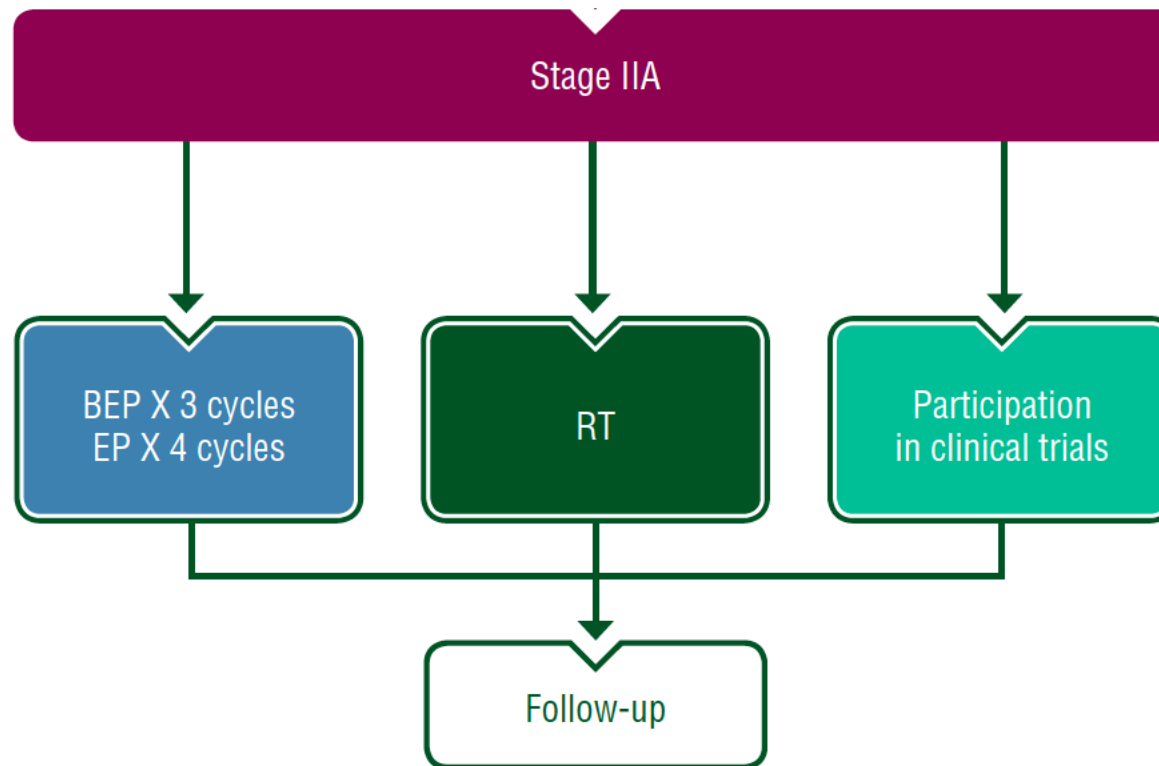 Stage IIA
BEP X 3 cycles
EP X 4 cycles
RT
Participation
in clinical trials
Follow-up